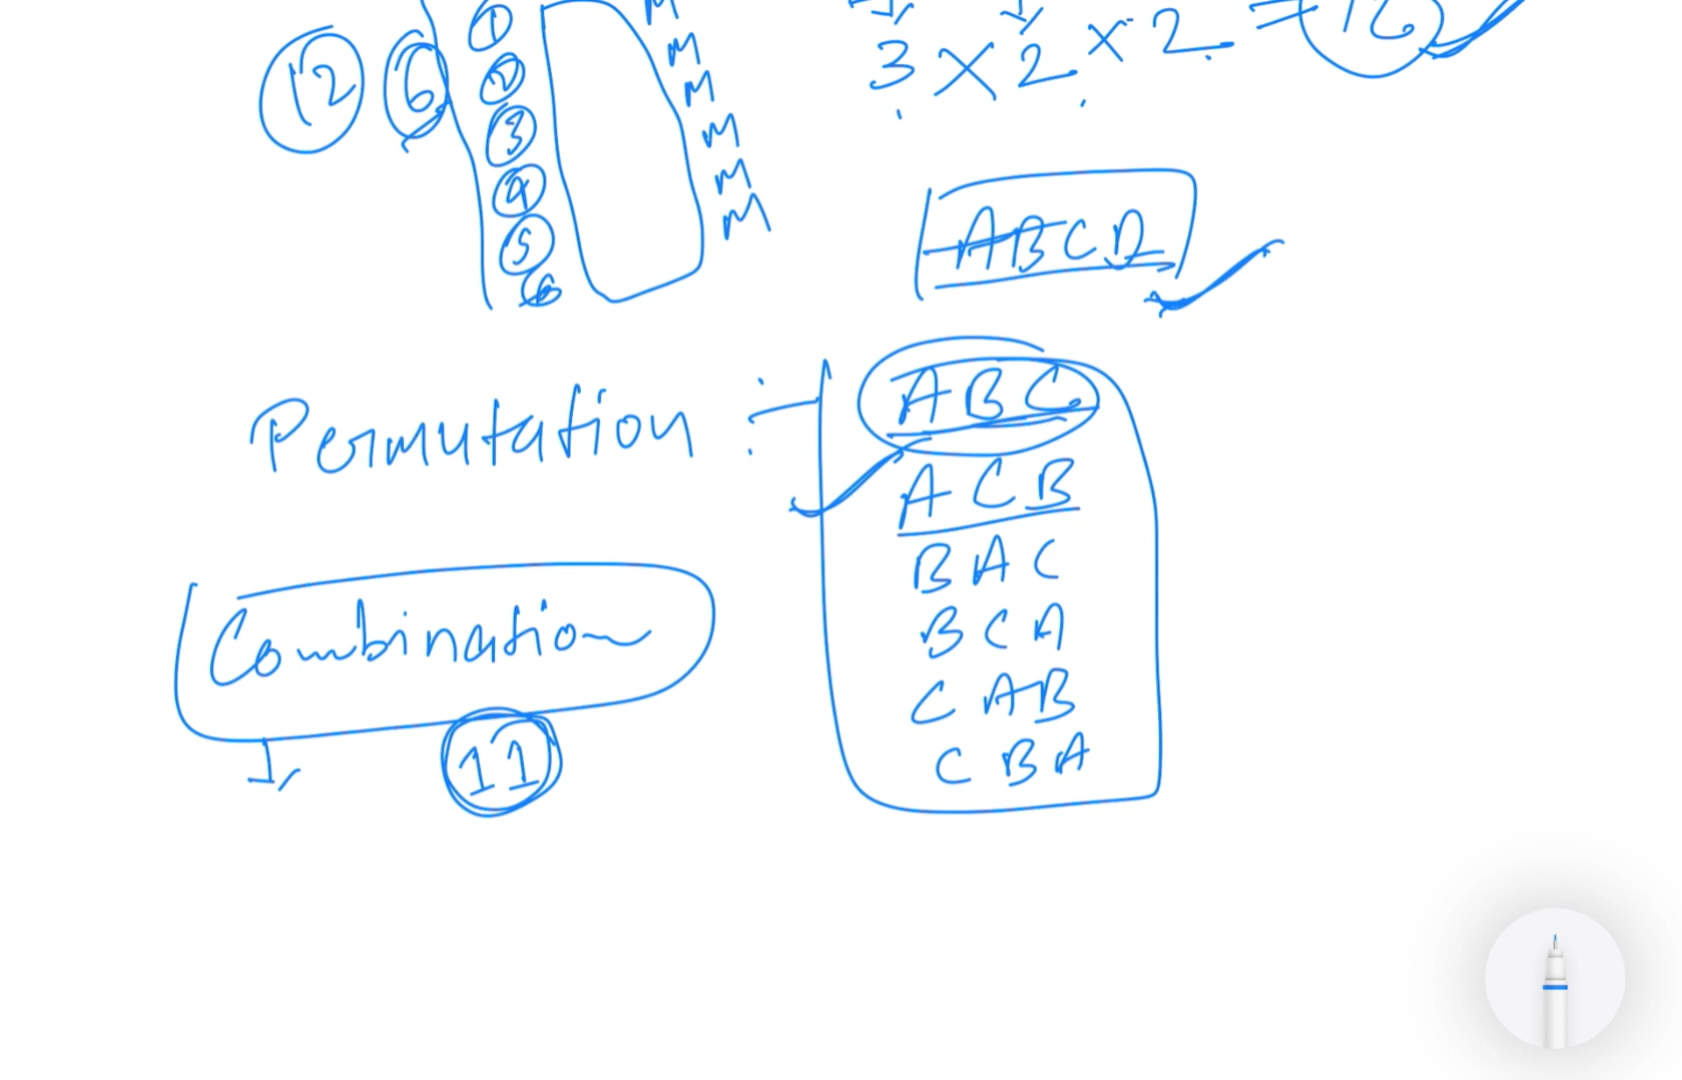 12 6 1 M
2 M
3 M
4 M
5 M
6 M
3 × 2 × 2 = 12
ABCD
Permutation :- ABC
ACB
BAC
BCA
CAB
CBA
Combination
11